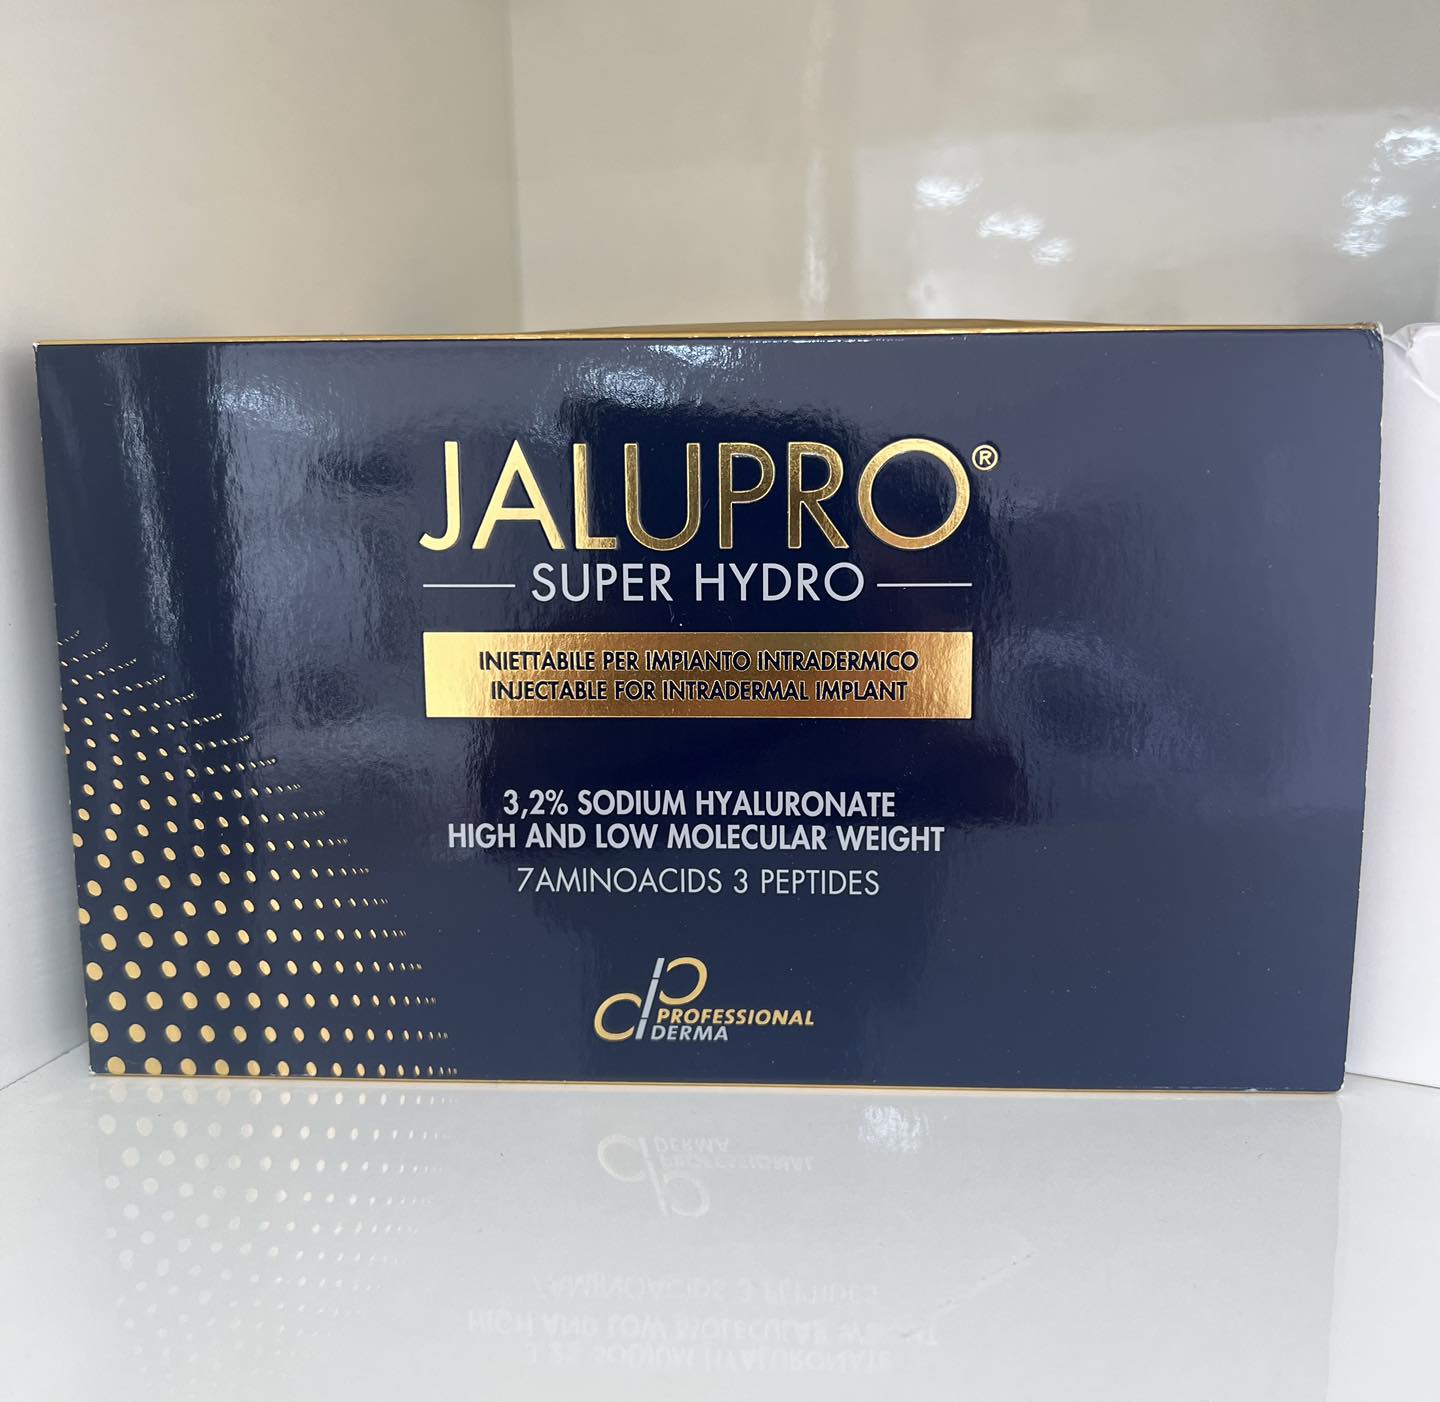 JALUPRO®
SUPER HYDRO
INIETTABILE PER IMPIANTO INTRADERMICO
INJECTABLE FOR INTRADERMAL IMPLANT
3,2% SODIUM HYALURONATE
HIGH AND LOW MOLECULAR WEIGHT
7AMINOACIDS 3 PEPTIDES
PROFESSIONAL
DERMA